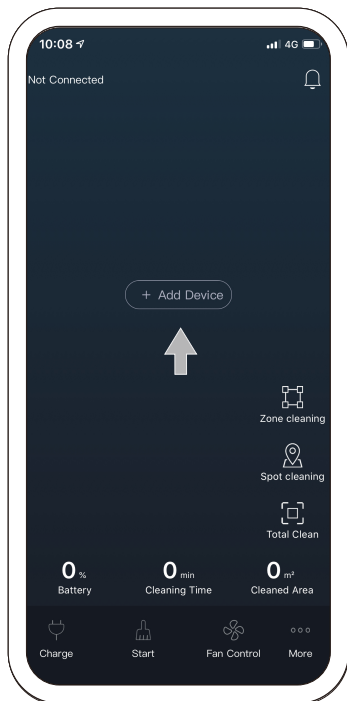 10:08 4G
Not Connected
+ Add Device
Zone cleaning
Spot cleaning
Total Clean
0 % 0 min 0 m²
Battery Cleaning Time Cleaned Area
Charge Start Fan Control More